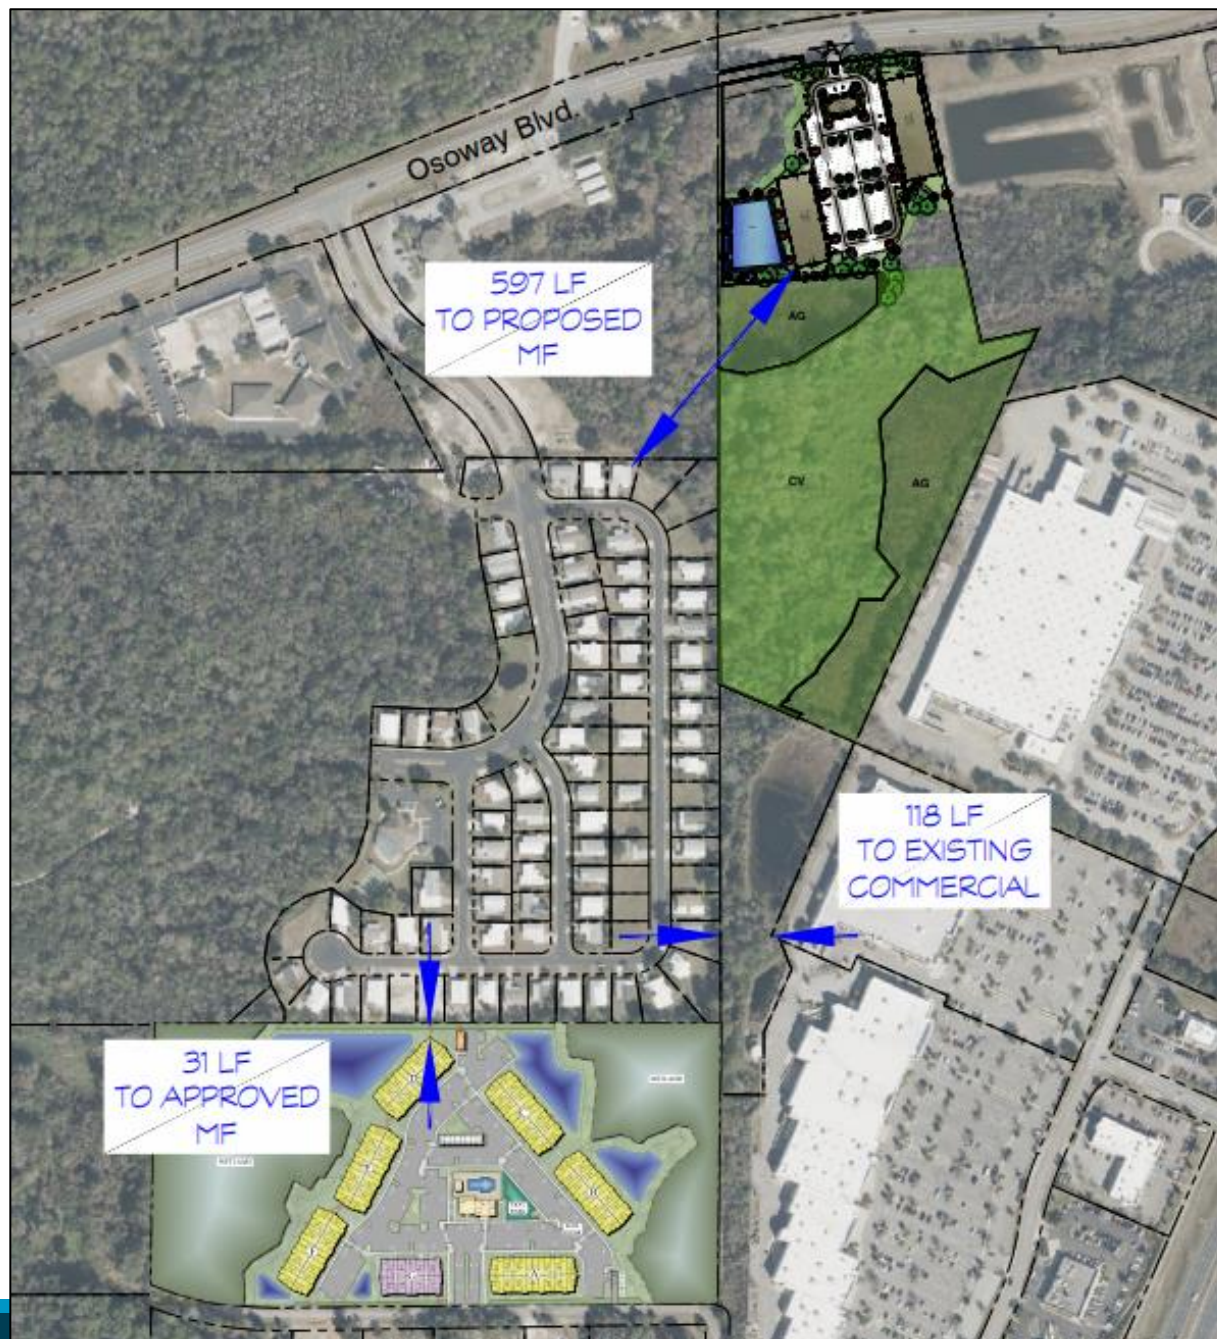 Osoway Blvd.
597 LF
TO PROPOSED
MF
AG
CV
AG
118 LF
TO EXISTING
COMMERCIAL
31 LF
TO APPROVED
MF
A